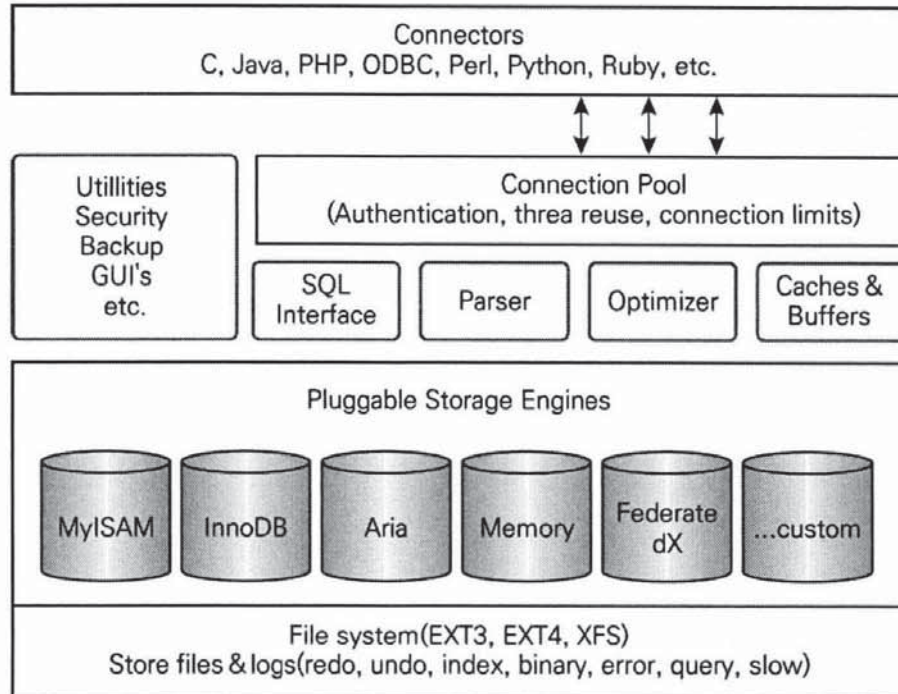 Connectors
C, Java, PHP, ODBC, Perl, Python, Ruby, etc.
Utillities
Security
Backup
GUI's
etc.
Connection Pool
(Authentication, threa reuse, connection limits)
SQL
Interface
Parser
Optimizer
Caches &
Buffers
Pluggable Storage Engines
MyISAM
InnoDB
Aria
Memory
Federate
dX
...custom
File system(EXT3, EXT4, XFS)
Store files & logs(redo, undo, index, binary, error, query, slow)